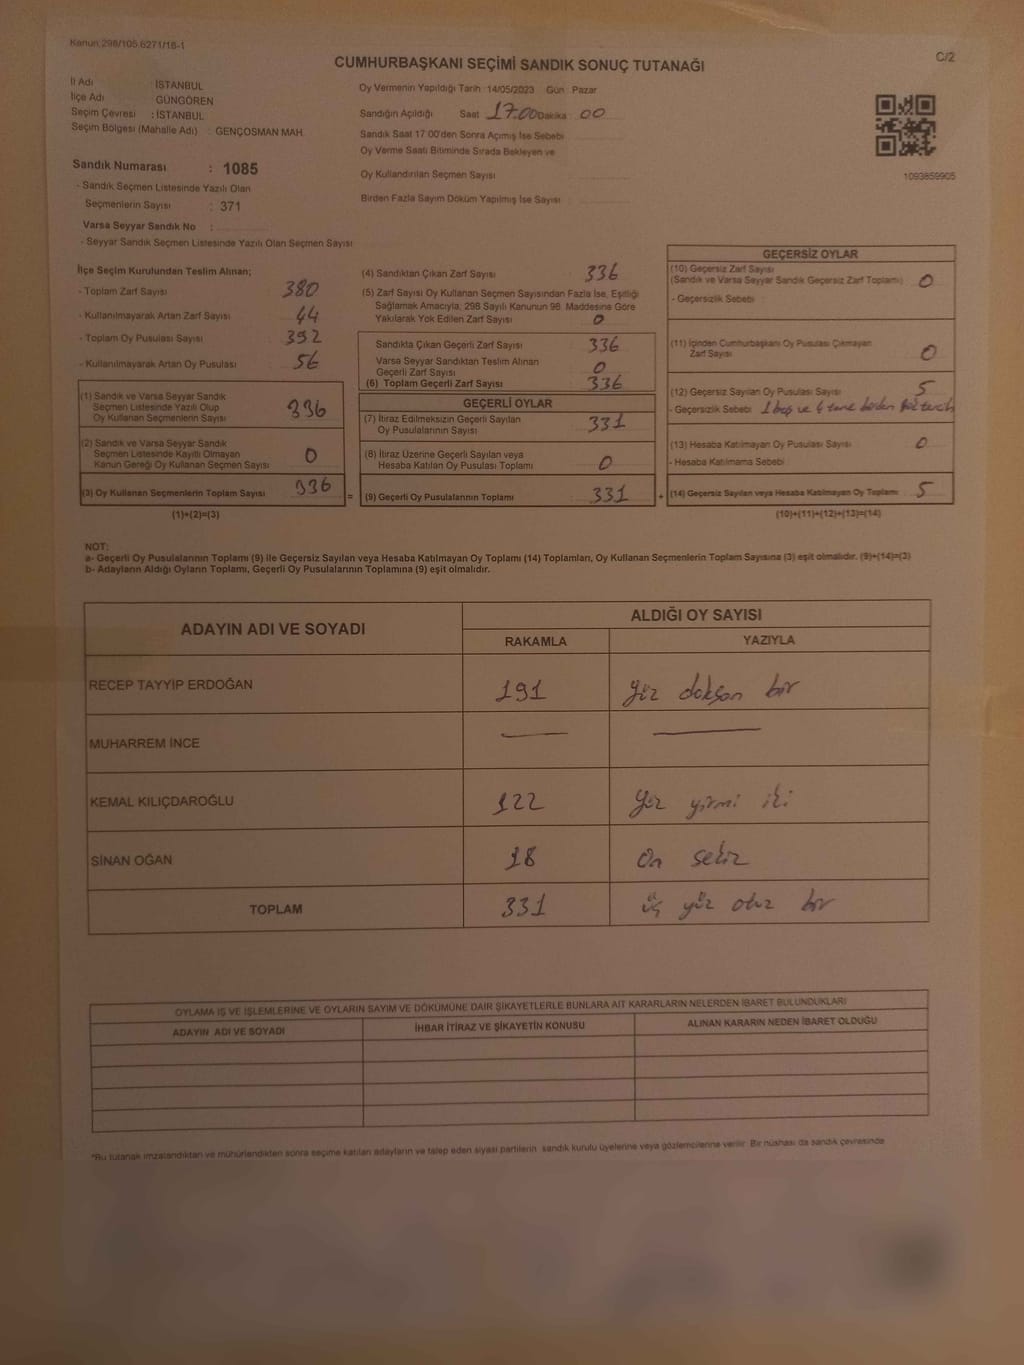 Kanun 298/105.6271/16-1
C/2
CUMHURBAŞKANI SEÇİMİ SANDIK SONUÇ TUTANAĞI
İl Adı : İSTANBUL
İlçe Adı : GÜNGÖREN
Seçim Çevresi : İSTANBUL
Seçim Bölgesi (Mahalle Adı) : GENÇOSMAN MAH.
Sandık Numarası : 1085
- Sandık Seçmen Listesinde Yazılı Olan
Seçmenlerin Sayısı : 371
Varsa Seyyar Sandık No :
- Seyyar Sandık Seçmen Listesinde Yazılı Olan Seçmen Sayısı
Oy Vermenin Yapıldığı Tarih : 14/05/2023 Gün : Pazar
Sandığın Açıldığı Saat 17.00 Dakika : 00
Sandık Saat 17:00'den Sonra Açımış İse Sebebi
Oy Verme Saati Bitiminde Sırada Bekleyen ve
Oy Kullandırılan Seçmen Sayısı
Birden Fazla Sayım Döküm Yapılmış İse Sayısı
1093859905
İlçe Seçim Kurulundan Teslim Alınan;
- Toplam Zarf Sayısı 380
- Kullanılmayarak Artan Zarf Sayısı 44
- Toplam Oy Pusulası Sayısı 392
- Kullanılmayarak Artan Oy Pusulası 56
(1) Sandık ve Varsa Seyyar Sandık
Seçmen Listesinde Yazılı Olup
Oy Kullanan Seçmenlerin Sayısı 336
(2) Sandık ve Varsa Seyyar Sandık
Seçmen Listesinde Kayıtlı Olmayan
Kanun Gereği Oy Kullanan Seçmen Sayısı 0
(3) Oy Kullanan Seçmenlerin Toplam Sayısı 336 =
(1)+(2)=(3)
(4) Sandıktan Çıkan Zarf Sayısı 336
(5) Zarf Sayısı Oy Kullanan Seçmen Sayısından Fazla İse, Eşitliği
Sağlamak Amacıyla, 298 Sayılı Kanunun 98. Maddesine Göre
Yakılarak Yok Edilen Zarf Sayısı 0
Sandıkta Çıkan Geçerli Zarf Sayısı 336
Varsa Seyyar Sandıktan Teslim Alınan
Geçerli Zarf Sayısı 0
(6) Toplam Geçerli Zarf Sayısı 336
GEÇERLİ OYLAR
(7) İtiraz Edilmeksizin Geçerli Sayılan
Oy Pusulalarının Sayısı 331
(8) İtiraz Üzerine Geçerli Sayılan veya
Hesaba Katılan Oy Pusulası Toplamı 0
(9) Geçerli Oy Pusulalarının Toplamı 331 +
GEÇERSİZ OYLAR
(10) Geçersiz Zarf Sayısı
(Sandık ve Varsa Seyyar Sandık Geçersiz Zarf Toplamı) 0
- Geçersizlik Sebebi :
(11) İçinden Cumhurbaşkanı Oy Pusulası Çıkmayan
Zarf Sayısı 0
(12) Geçersiz Sayılan Oy Pusulası Sayısı 5
- Geçersizlik Sebebi 1 boş ve 4 tane birden fazla tercih
(13) Hesaba Katılmayan Oy Pusulası Sayısı 0
- Hesaba Katılmama Sebebi
(14) Geçersiz Sayılan veya Hesaba Katılmayan Oy Toplamı 5
(10)+(11)+(12)+(13)=(14)
NOT:
a- Geçerli Oy Pusulalarının Toplamı (9) ile Geçersiz Sayılan veya Hesaba Katılmayan Oy Toplamı (14) Toplamları, Oy Kullanan Seçmenlerin Toplam Sayısına (3) eşit olmalıdır. (9)+(14)=(3)
b- Adayların Aldığı Oyların Toplamı, Geçerli Oy Pusulalarının Toplamına (9) eşit olmalıdır.
ADAYIN ADI VE SOYADI ALDIĞI OY SAYISI
RAKAMLA YAZIYLA
RECEP TAYYİP ERDOĞAN 191 yüz doksan bir
MUHARREM İNCE — —
KEMAL KILIÇDAROĞLU 122 yüz yirmi iki
SİNAN OĞAN 18 On sekiz
TOPLAM 331 üç yüz otuz bir
OYLAMA İŞ VE İŞLEMLERİNE VE OYLARIN SAYIM VE DÖKÜMÜNE DAİR ŞİKAYETLERLE BUNLARA AİT KARARLARIN NELERDEN İBARET BULUNDUKLARI
ADAYIN ADI VE SOYADI İHBAR İTİRAZ VE ŞİKAYETİN KONUSU ALINAN KARARIN NEDEN İBARET OLDUĞU
*Bu tutanak imzalandıktan ve mühürlendikten sonra seçime katılan adayların ve talep eden siyasi partilerin sandık kurulu üyelerine veya gözlemcilerine verilir. Bir nüshası da sandık çevresinde